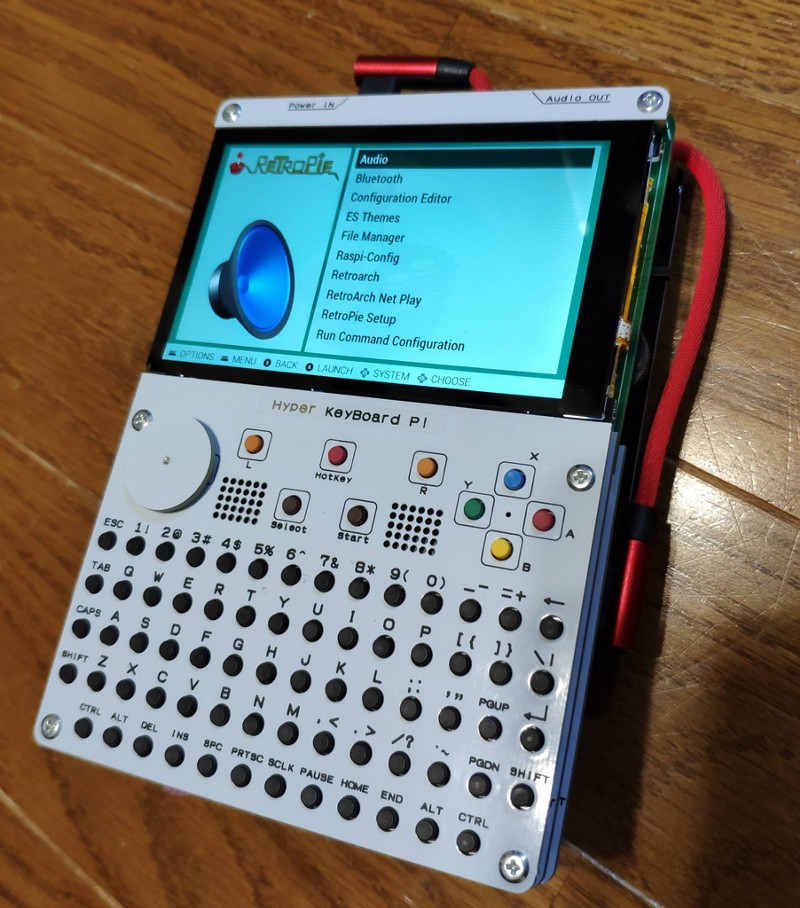 Power IN
Audio OUT
RETROPIE
Audio
Bluetooth
Configuration Editor
ES Themes
File Manager
Raspi-Config
Retroarch
RetroArch Net Play
RetroPie Setup
Run Command Configuration
OPTIONS MENU BACK LAUNCH SYSTEM CHOOSE
Hyper KeyBoard PI
L HotKey R
X
Y
A
B
Select Start
ESC 1! 2@ 3# 4$ 5% 6^ 7& 8* 9( 0) -_ =+ ←
TAB Q W E R T Y U I O P [{ ]} \|
CAPS A S D F G H J K L ;: '" PGUP ↵
SHIFT Z X C V B N M ,< .> /? `~ PGDN SHIFT
CTRL ALT DEL INS SPC PRTSC SCLK PAUSE HOME END ALT CTRL